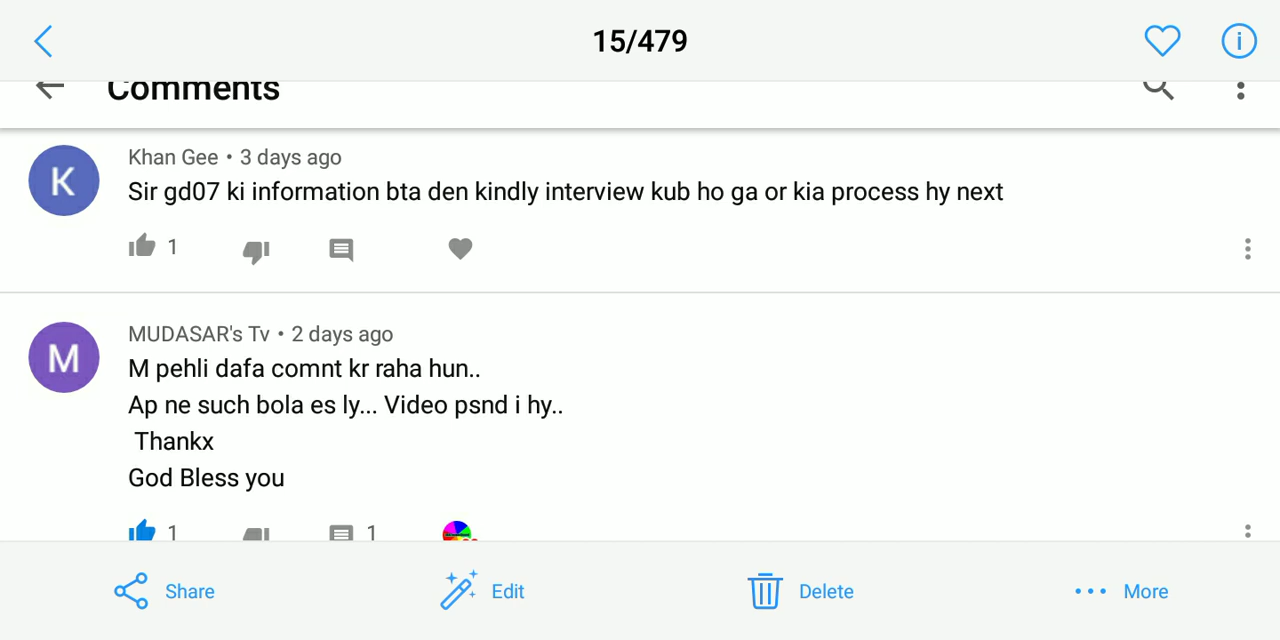 15/479
Comments
Khan Gee • 3 days ago
Sir gd07 ki information bta den kindly interview kub ho ga or kia process hy next
1
MUDASAR's Tv • 2 days ago
M pehli dafa comnt kr raha hun..
Ap ne such bola es ly... Video psnd i hy..
Thankx
God Bless you
1 1
Share Edit Delete More
K
M